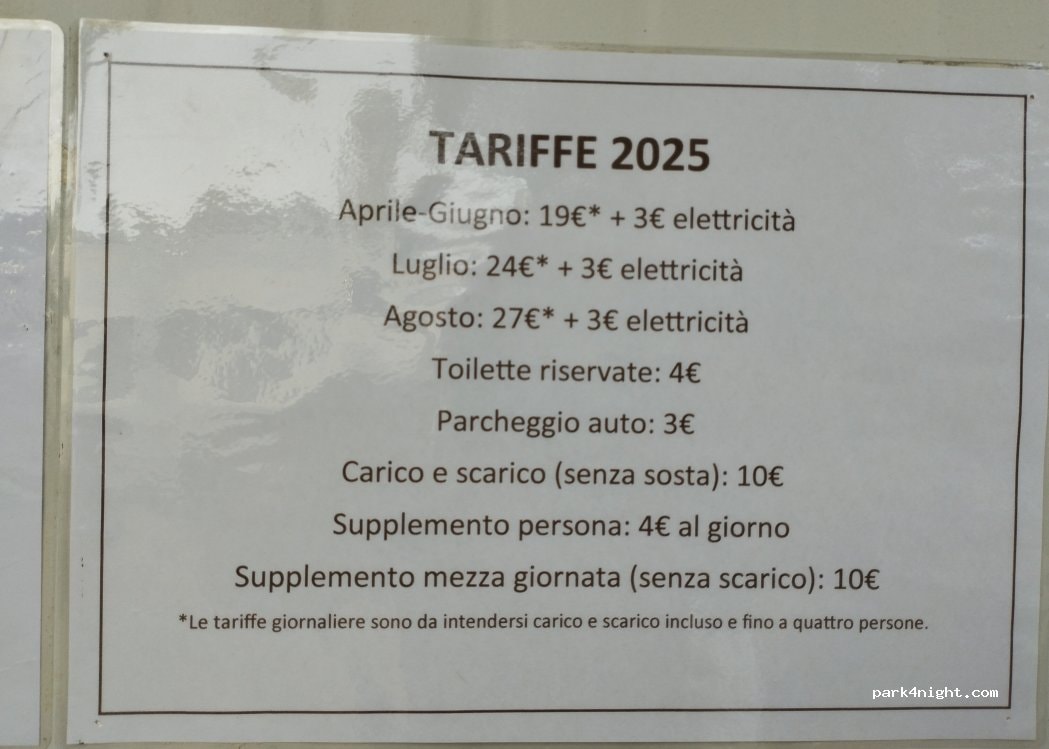 TARIFFE 2025
Aprile-Giugno: 19€* + 3€ elettricità
Luglio: 24€* + 3€ elettricità
Agosto: 27€* + 3€ elettricità
Toilette riservate: 4€
Parcheggio auto: 3€
Carico e scarico (senza sosta): 10€
Supplemento persona: 4€ al giorno
Supplemento mezza giornata (senza scarico): 10€
*Le tariffe giornaliere sono da intendersi carico e scarico incluso e fino a quattro persone.
park4night.com